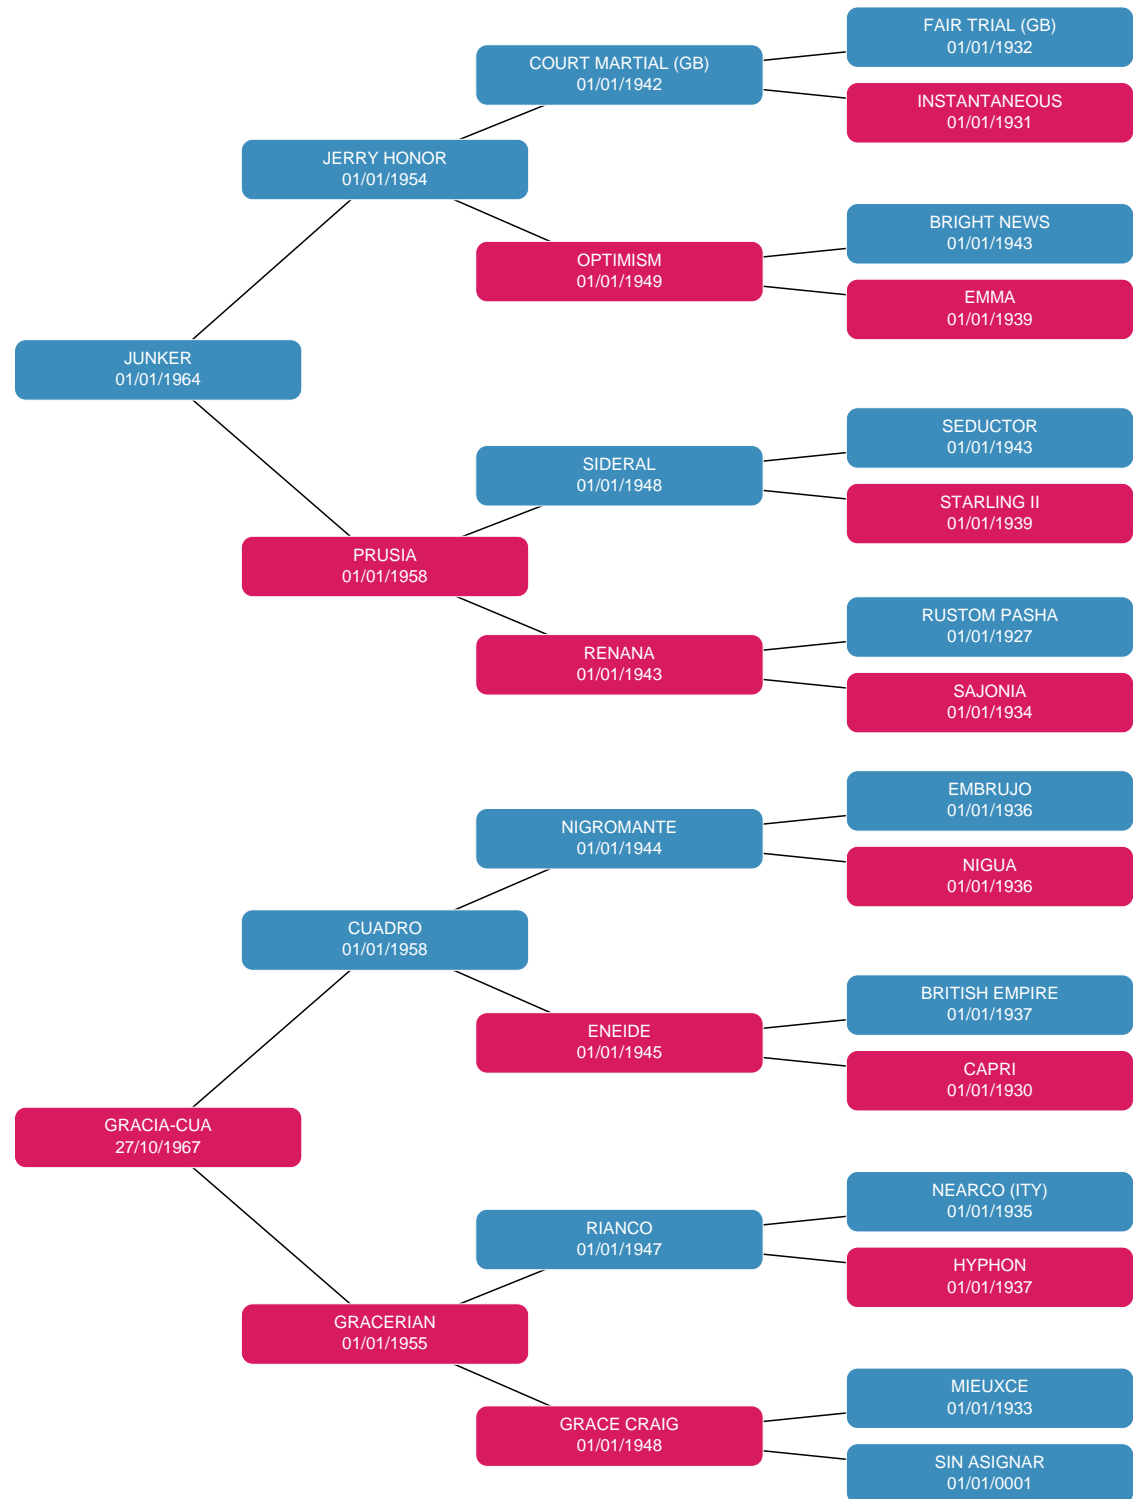 FAIR TRIAL (GB)
01/01/1932
COURT MARTIAL (GB)
01/01/1942
INSTANTANEOUS
01/01/1931
JERRY HONOR
01/01/1954
BRIGHT NEWS
01/01/1943
OPTIMISM
01/01/1949
EMMA
01/01/1939
JUNKER
01/01/1964
SEDUCTOR
01/01/1943
SIDERAL
01/01/1948
STARLING II
01/01/1939
PRUSIA
01/01/1958
RUSTOM PASHA
01/01/1927
RENANA
01/01/1943
SAJONIA
01/01/1934
EMBRUJO
01/01/1936
NIGROMANTE
01/01/1944
NIGUA
01/01/1936
CUADRO
01/01/1958
BRITISH EMPIRE
01/01/1937
ENEIDE
01/01/1945
CAPRI
01/01/1930
GRACIA-CUA
27/10/1967
NEARCO (ITY)
01/01/1935
RIANCO
01/01/1947
HYPHON
01/01/1937
GRACERIAN
01/01/1955
MIEUXCE
01/01/1933
GRACE CRAIG
01/01/1948
SIN ASIGNAR
01/01/0001